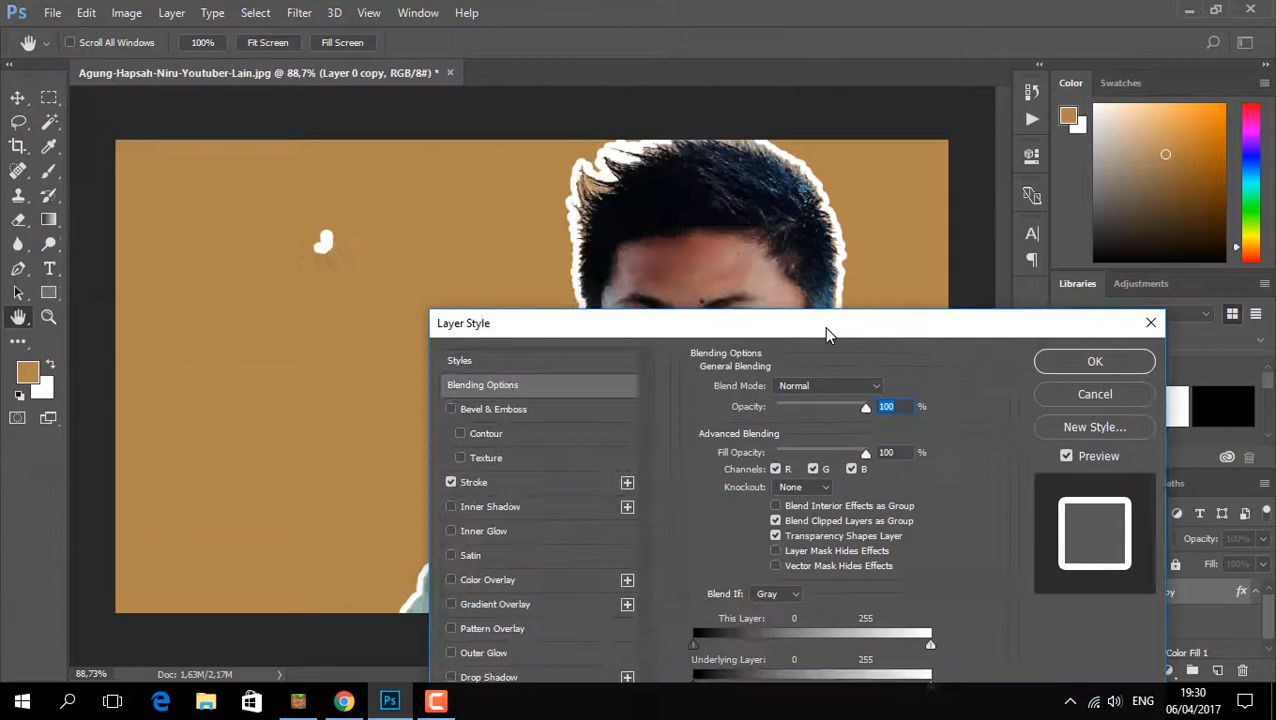 Ps File Edit Image Layer Type Select Filter 3D View Window Help
Scroll All Windows 100% Fit Screen Fill Screen
Agung-Hapsah-Niru-Youtuber-Lain.jpg @ 88,7% (Layer 0 copy, RGB/8#) * ×
Color Swatches
Libraries Adjustments
Layer Style
Styles
Blending Options
Bevel & Emboss
Contour
Texture
Stroke
Inner Shadow
Inner Glow
Satin
Color Overlay
Gradient Overlay
Pattern Overlay
Outer Glow
Drop Shadow
Blending Options
General Blending
Blend Mode: Normal
Opacity: 100 %
Advanced Blending
Fill Opacity: 100 %
Channels: R G B
Knockout: None
Blend Interior Effects as Group
Blend Clipped Layers as Group
Transparency Shapes Layer
Layer Mask Hides Effects
Vector Mask Hides Effects
Blend If: Gray
This Layer: 0 255
Underlying Layer: 0 255
OK
Cancel
New Style...
Preview
aths
Opacity: 100%
Fill: 100%
py fx
Color Fill 1
88,73% Doc: 1,63M/2,17M
Ps
ENG
19:30
06/04/2017